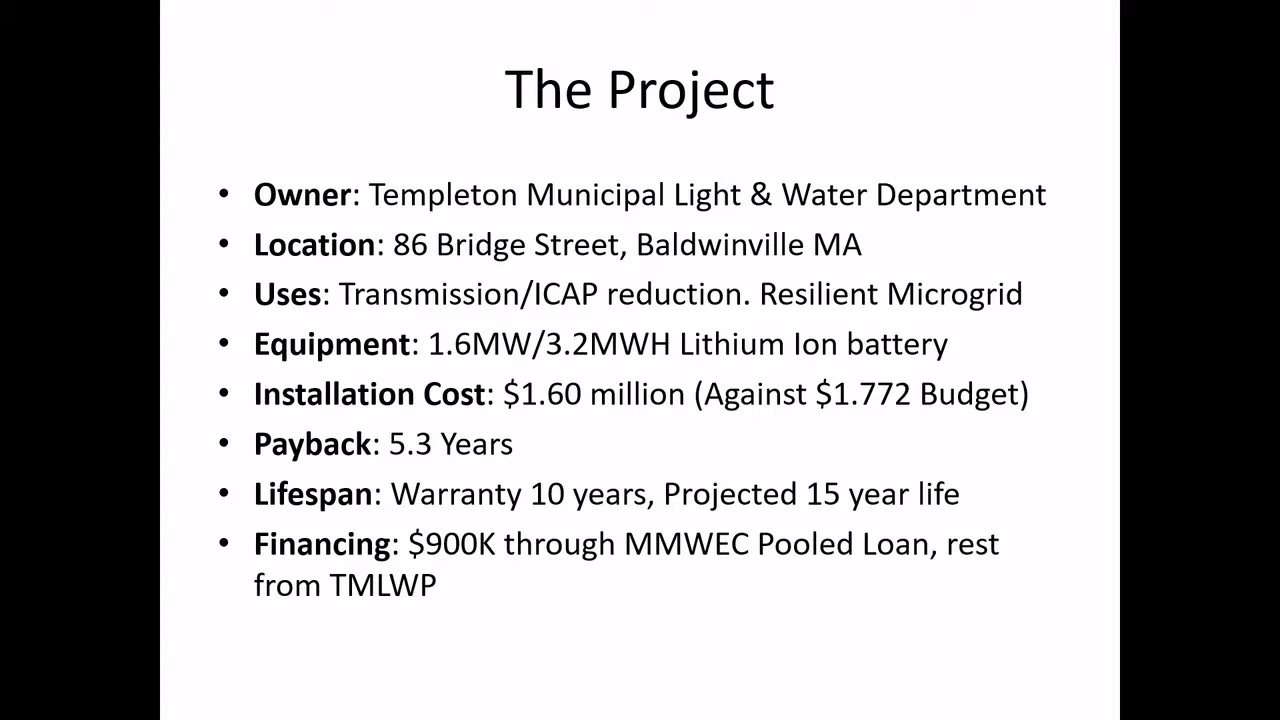 The Project
• Owner: Templeton Municipal Light & Water Department
• Location: 86 Bridge Street, Baldwinville MA
• Uses: Transmission/ICAP reduction. Resilient Microgrid
• Equipment: 1.6MW/3.2MWH Lithium Ion battery
• Installation Cost: $1.60 million (Against $1.772 Budget)
• Payback: 5.3 Years
• Lifespan: Warranty 10 years, Projected 15 year life
• Financing: $900K through MMWEC Pooled Loan, rest
from TMLWP